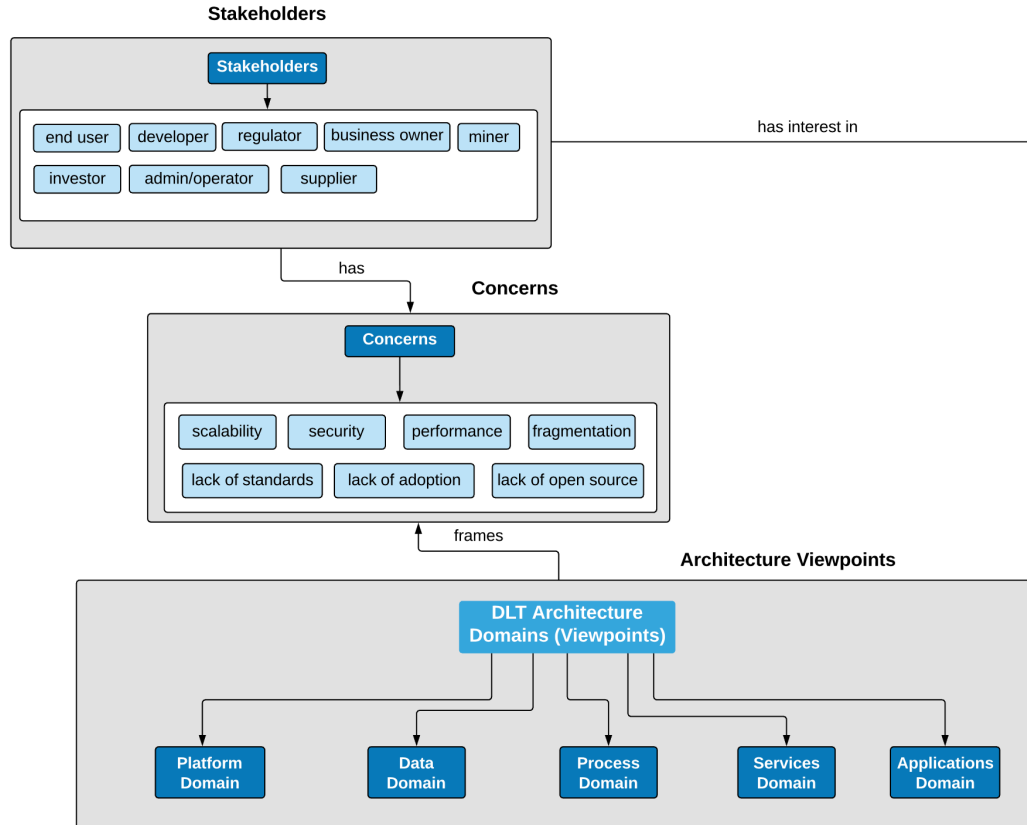 Stakeholders
Stakeholders
end user
developer
regulator
business owner
miner
investor
admin/operator
supplier
has interest in
has
Concerns
Concerns
scalability
security
performance
fragmentation
lack of standards
lack of adoption
lack of open source
frames
Architecture Viewpoints
DLT Architecture
Domains (Viewpoints)
Platform
Domain
Data
Domain
Process
Domain
Services
Domain
Applications
Domain